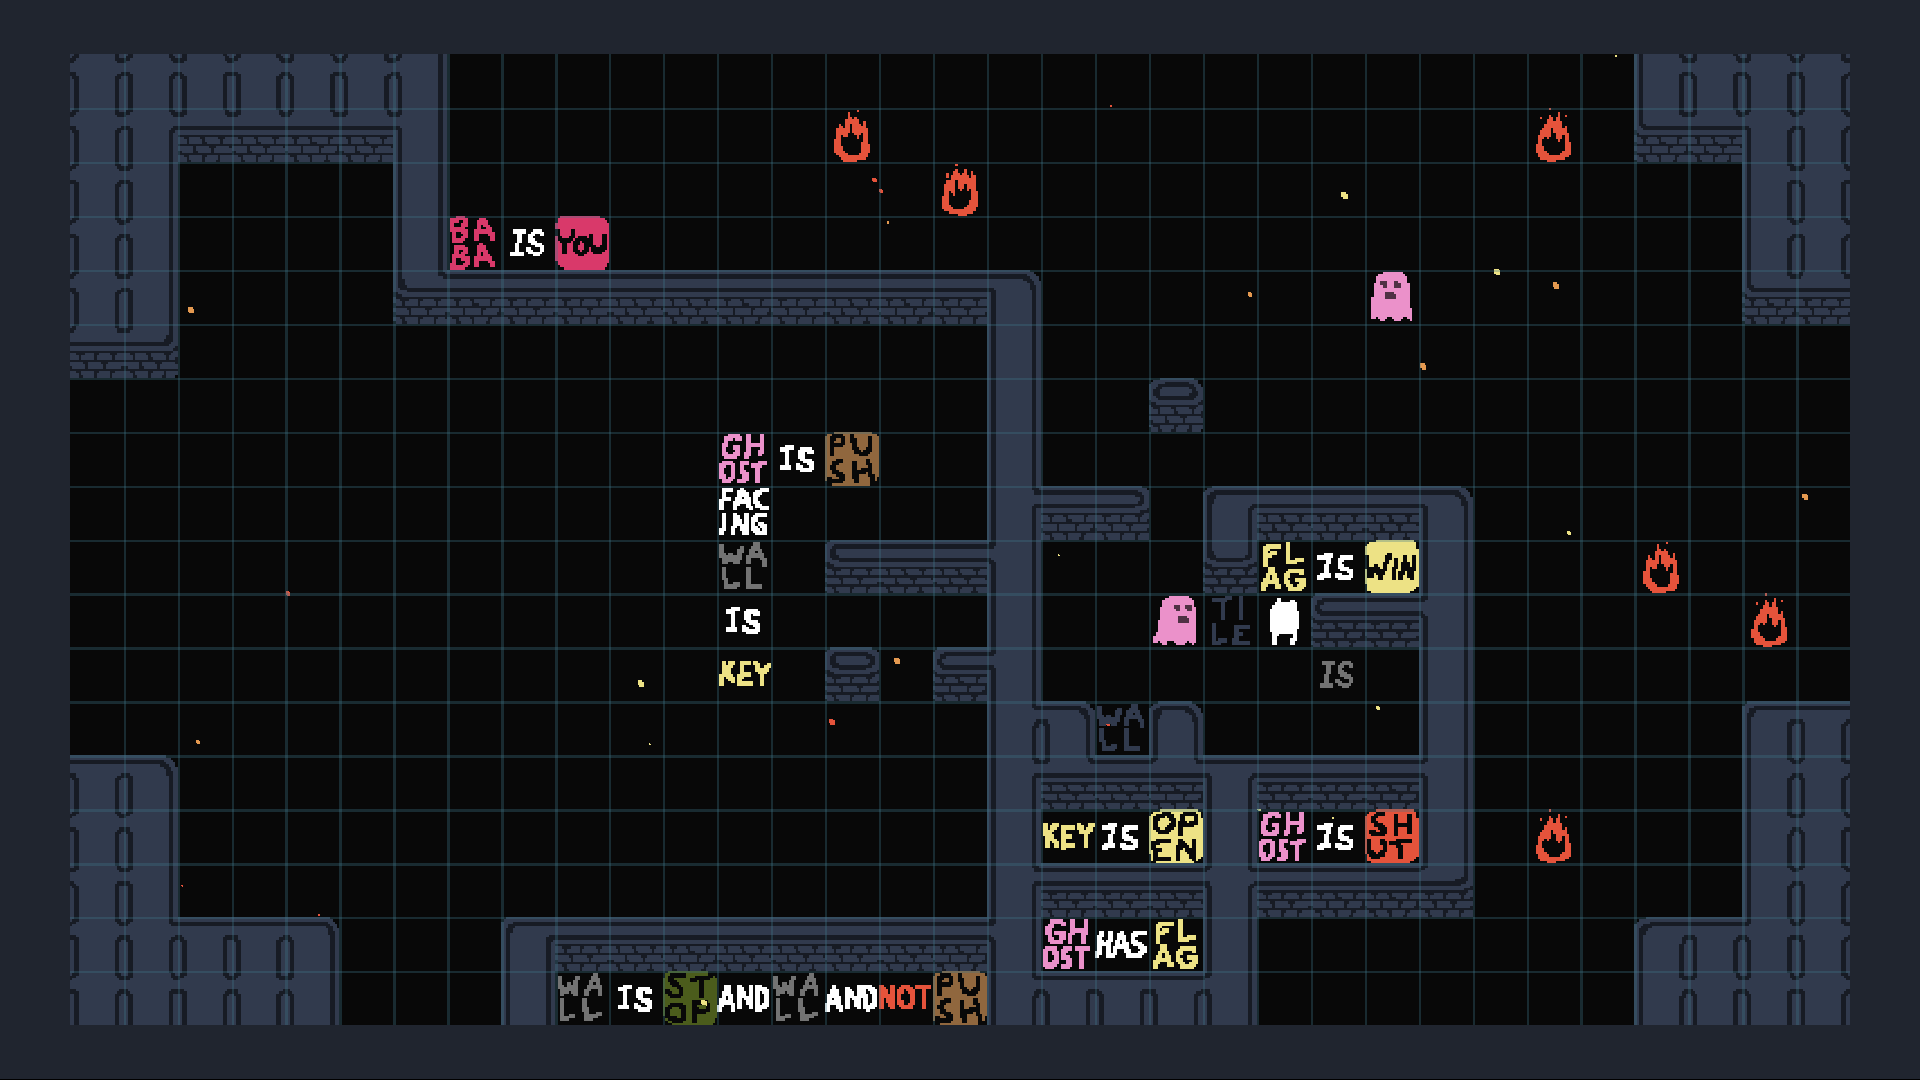 BABA IS YOU
GHOST IS PUSH
FACING
WALL
FLAG IS WIN
IS
TILE
KEY
IS
WALL
KEY IS OPEN
GHOST IS SHUT
GHOST HAS FLAG
WALL IS STOP AND WALL AND NOT PUSH